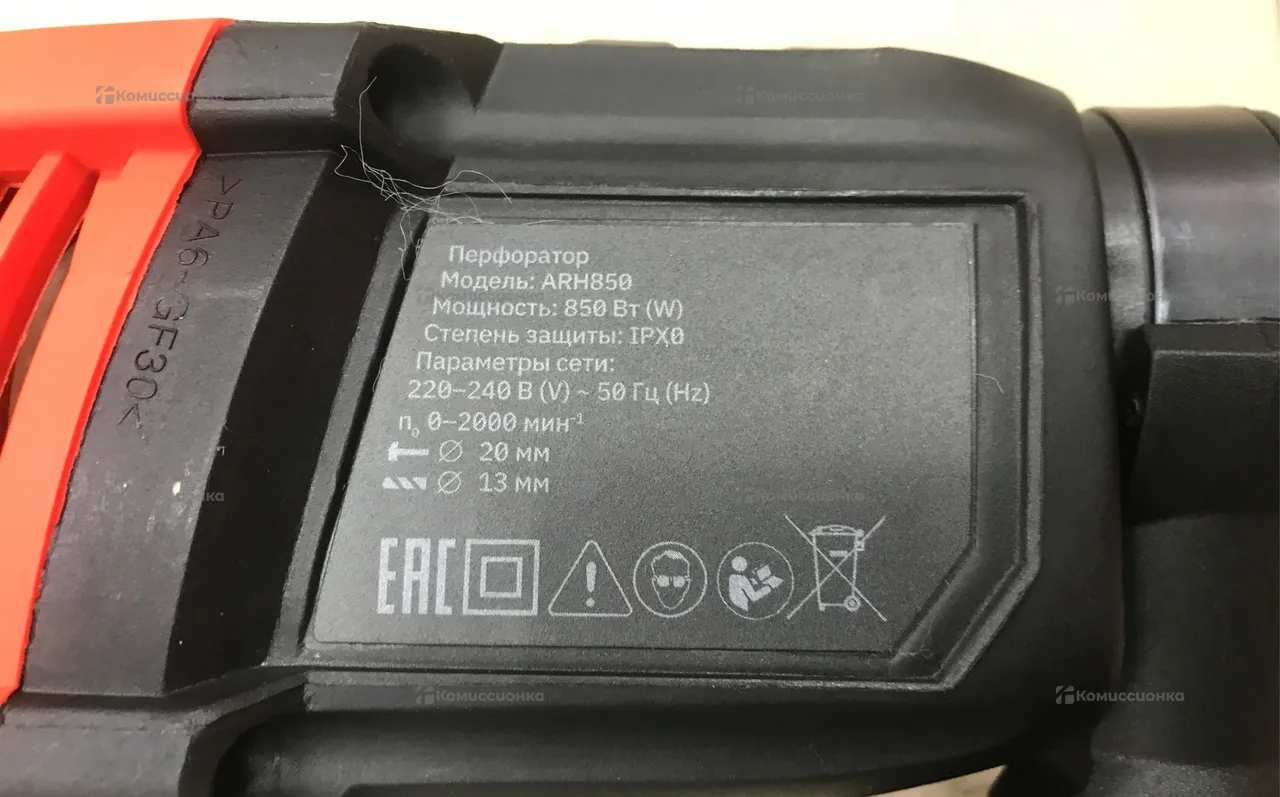 Комиссионка
Комиссионка
>PA6-GF30<
Перфоратор
Модель: ARH850
Мощность: 850 Вт (W)
Степень защиты: IPX0
Параметры сети:
220–240 В (V) ~ 50 Гц (Hz)
n₀ 0–2000 мин⁻¹
Ø 20 мм
Ø 13 мм
EAC
Комиссионка
Комиссионка